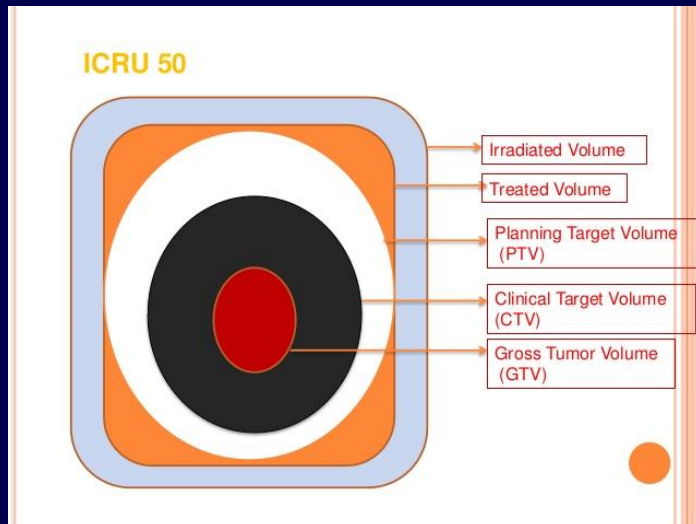 ICRU 50
Irradiated Volume
Treated Volume
Planning Target Volume
(PTV)
Clinical Target Volume
(CTV)
Gross Tumor Volume
(GTV)